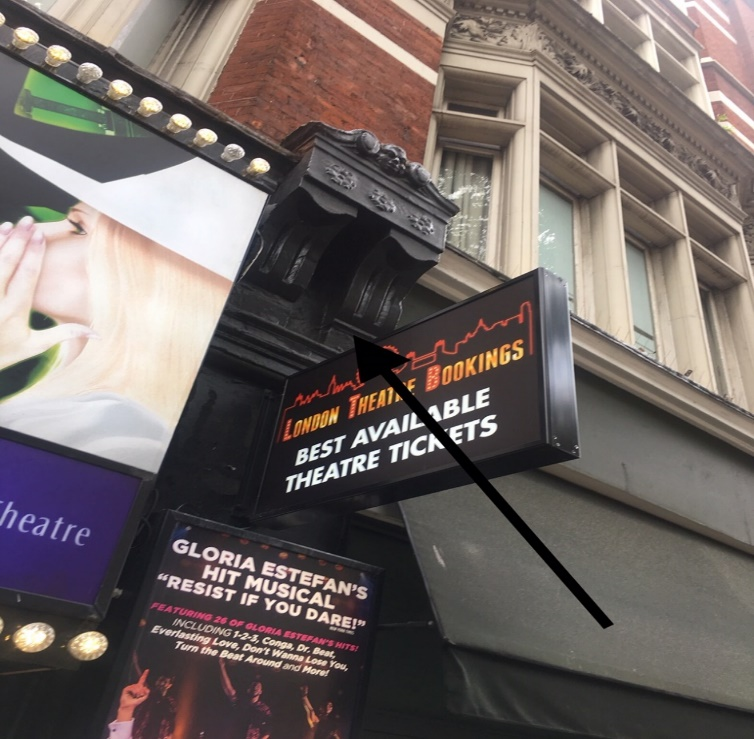 London Theatre Bookings
BEST AVAILABLE
THEATRE TICKETS
Theatre
GLORIA ESTEFAN'S
HIT MUSICAL
"RESIST IF YOU DARE!"
FEATURING 26 OF GLORIA ESTEFAN'S HITS!
INCLUDING 1-2-3, Conga, Dr. Beat,
Everlasting Love, Don't Wanna Lose You,
Turn the Beat Around and More!